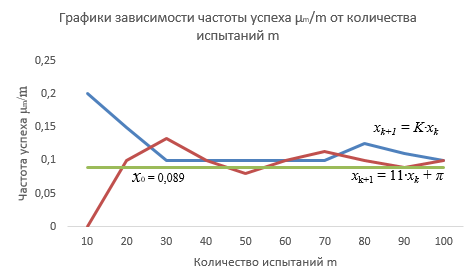 Графики зависимости частоты успеха μₘ/m от количества
испытаний m
Частота успеха μₘ/m
0,25
0,2
0,15
0,1
0,05
0
xₖ₊₁ = K·xₖ
x₀ = 0,089
xₖ₊₁ = 11·xₖ + π
10 20 30 40 50 60 70 80 90 100
Количество испытаний m